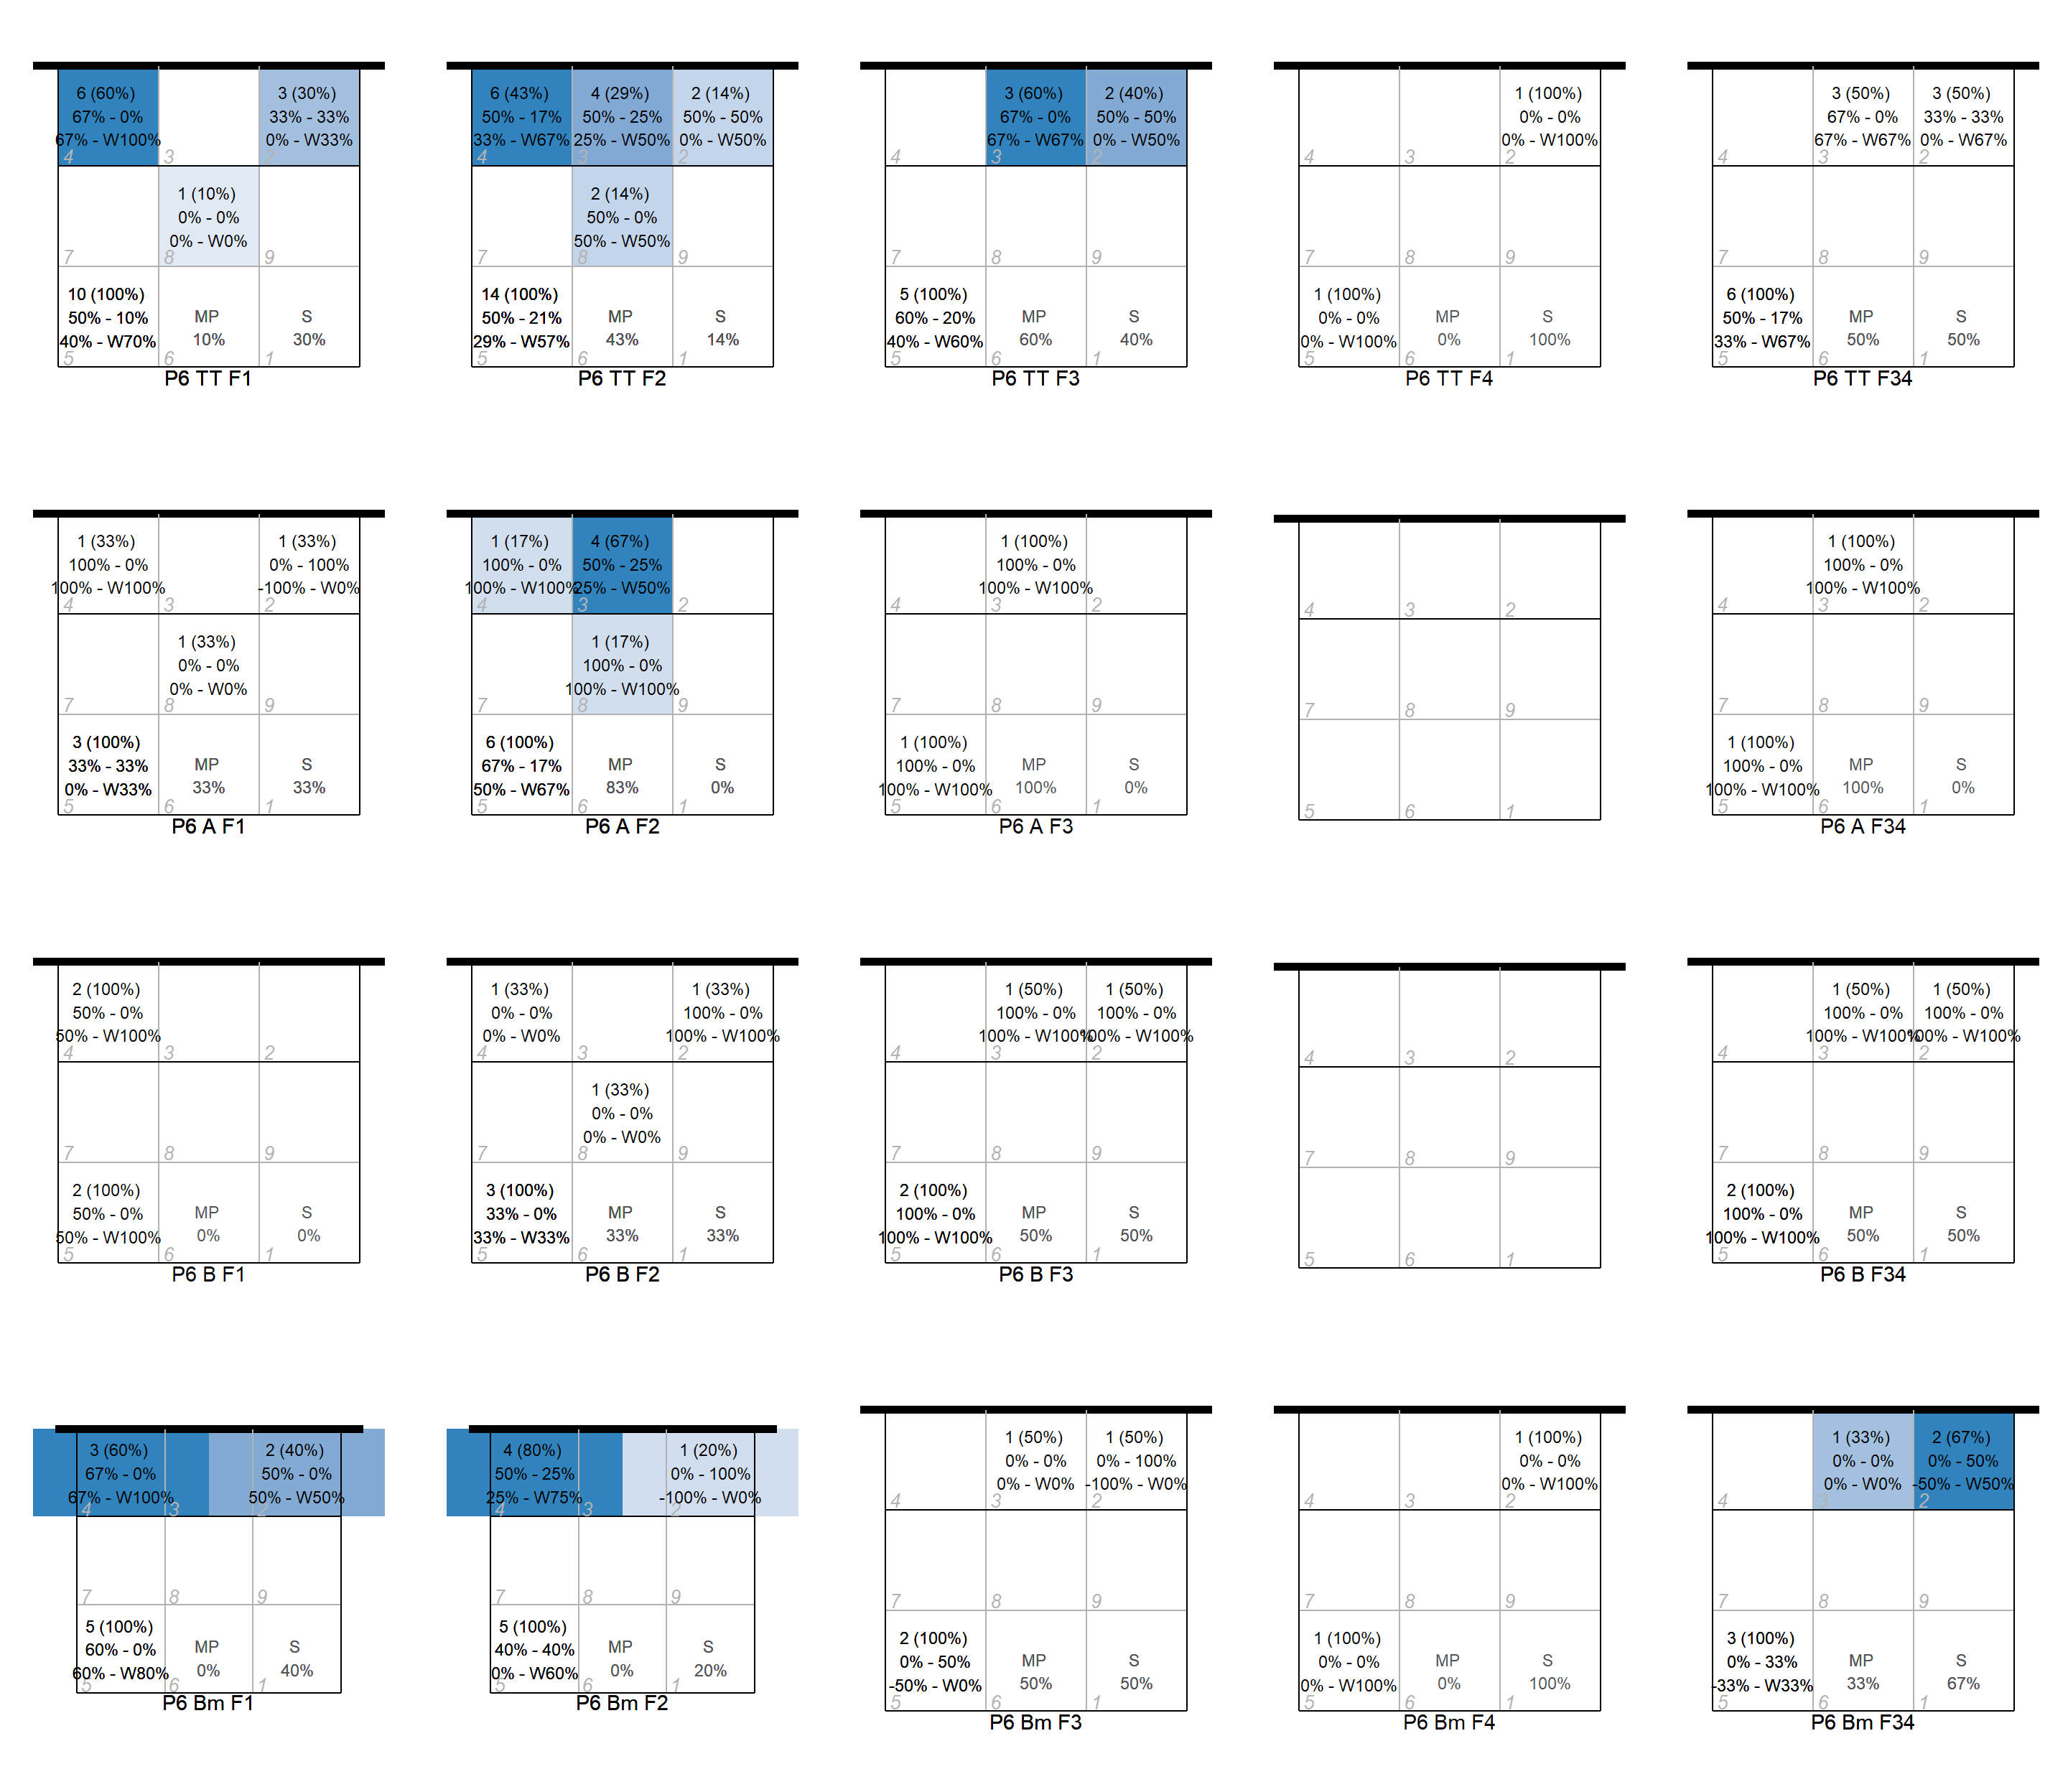 6 (60%)
67% - 0%
67% - W100%
4
3
3 (30%)
33% - 33%
0% - W33%
2
7
1 (10%)
0% - 0%
0% - W0%
8
9
10 (100%)
50% - 10%
40% - W70%
5
MP
10%
6
S
30%
1
P6 TT F1
6 (43%)
50% - 17%
33% - W67%
4
4 (29%)
50% - 25%
25% - W50%
3
2 (14%)
50% - 50%
0% - W50%
2
7
2 (14%)
50% - 0%
50% - W50%
8
9
14 (100%)
50% - 21%
29% - W57%
5
MP
43%
6
S
14%
1
P6 TT F2
4
3 (60%)
67% - 0%
67% - W67%
3
2 (40%)
50% - 50%
0% - W50%
2
7
8
9
5 (100%)
60% - 20%
40% - W60%
5
MP
60%
6
S
40%
1
P6 TT F3
4
3
1 (100%)
0% - 0%
0% - W100%
2
7
8
9
1 (100%)
0% - 0%
0% - W100%
5
MP
0%
6
S
100%
1
P6 TT F4
4
3 (50%)
67% - 0%
67% - W67%
3
3 (50%)
33% - 33%
0% - W67%
2
7
8
9
6 (100%)
50% - 17%
33% - W67%
5
MP
50%
6
S
50%
1
P6 TT F34
1 (33%)
100% - 0%
100% - W100%
4
3
1 (33%)
0% - 100%
-100% - W0%
2
7
1 (33%)
0% - 0%
0% - W0%
8
9
3 (100%)
33% - 33%
0% - W33%
5
MP
33%
6
S
33%
1
P6 A F1
1 (17%)
100% - 0%
100% - W100%
4
4 (67%)
50% - 25%
25% - W50%
3
2
7
1 (17%)
100% - 0%
100% - W100%
8
9
6 (100%)
67% - 17%
50% - W67%
5
MP
83%
6
S
0%
1
P6 A F2
4
1 (100%)
100% - 0%
100% - W100%
3
2
7
8
9
1 (100%)
100% - 0%
100% - W100%
5
MP
100%
6
S
0%
1
P6 A F3
4
3
2
7
8
9
5
6
1
4
1 (100%)
100% - 0%
100% - W100%
3
2
7
8
9
1 (100%)
100% - 0%
100% - W100%
5
MP
100%
6
S
0%
1
P6 A F34
2 (100%)
50% - 0%
50% - W100%
4
3
2
7
8
9
2 (100%)
50% - 0%
50% - W100%
5
MP
0%
6
S
0%
1
P6 B F1
1 (33%)
0% - 0%
0% - W0%
4
3
1 (33%)
100% - 0%
100% - W100%
2
7
1 (33%)
0% - 0%
0% - W0%
8
9
3 (100%)
33% - 0%
33% - W33%
5
MP
33%
6
S
33%
1
P6 B F2
4
1 (50%)
100% - 0%
100% - W100%
3
1 (50%)
100% - 0%
100% - W100%
2
7
8
9
2 (100%)
100% - 0%
100% - W100%
5
MP
50%
6
S
50%
1
P6 B F3
4
3
2
7
8
9
5
6
1
4
1 (50%)
100% - 0%
100% - W100%
3
1 (50%)
100% - 0%
100% - W100%
2
7
8
9
2 (100%)
100% - 0%
100% - W100%
5
MP
50%
6
S
50%
1
P6 B F34
3 (60%)
67% - 0%
67% - W100%
4
3
2 (40%)
50% - 0%
50% - W50%
2
7
8
9
5 (100%)
60% - 0%
60% - W80%
5
MP
0%
6
S
40%
1
P6 Bm F1
4 (80%)
50% - 25%
25% - W75%
4
3
1 (20%)
0% - 100%
-100% - W0%
2
7
8
9
5 (100%)
40% - 40%
0% - W60%
5
MP
0%
6
S
20%
1
P6 Bm F2
4
1 (50%)
0% - 0%
0% - W0%
3
1 (50%)
0% - 100%
-100% - W0%
2
7
8
9
2 (100%)
0% - 50%
-50% - W0%
5
MP
50%
6
S
50%
1
P6 Bm F3
4
3
1 (100%)
0% - 0%
0% - W100%
2
7
8
9
1 (100%)
0% - 0%
0% - W100%
5
MP
0%
6
S
100%
1
P6 Bm F4
4
1 (33%)
0% - 0%
0% - W0%
3
2 (67%)
0% - 50%
-50% - W50%
2
7
8
9
3 (100%)
0% - 33%
-33% - W33%
5
MP
33%
6
S
67%
1
P6 Bm F34